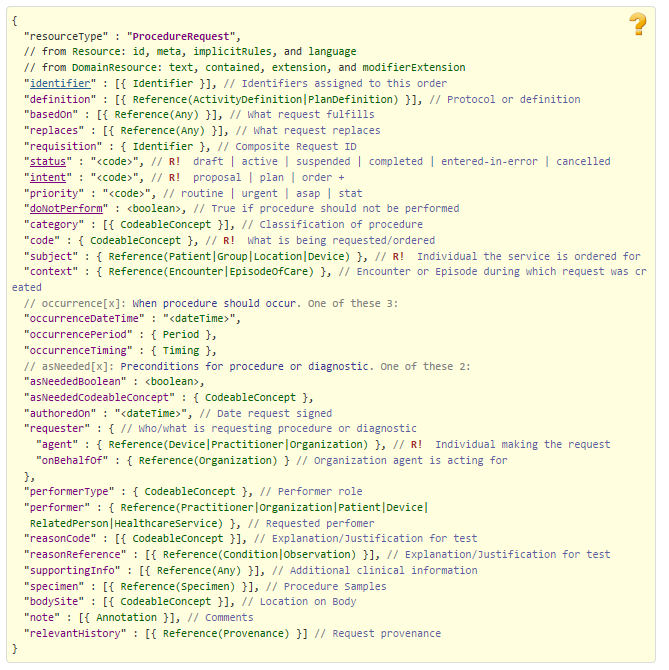 {
"resourceType" : "ProcedureRequest",
// from Resource: id, meta, implicitRules, and language
// from DomainResource: text, contained, extension, and modifierExtension
"identifier" : [{ Identifier }], // Identifiers assigned to this order
"definition" : [{ Reference(ActivityDefinition|PlanDefinition) }], // Protocol or definition
"basedOn" : [{ Reference(Any) }], // What request fulfills
"replaces" : [{ Reference(Any) }], // What request replaces
"requisition" : { Identifier }, // Composite Request ID
"status" : "<code>", // R!  draft | active | suspended | completed | entered-in-error | cancelled
"intent" : "<code>", // R!  proposal | plan | order +
"priority" : "<code>", // routine | urgent | asap | stat
"doNotPerform" : <boolean>, // True if procedure should not be performed
"category" : [{ CodeableConcept }], // Classification of procedure
"code" : { CodeableConcept }, // R!  What is being requested/ordered
"subject" : { Reference(Patient|Group|Location|Device) }, // R!  Individual the service is ordered for
"context" : { Reference(Encounter|EpisodeOfCare) }, // Encounter or Episode during which request was cr
eated
// occurrence[x]: When procedure should occur. One of these 3:
"occurrenceDateTime" : "<dateTime>",
"occurrencePeriod" : { Period },
"occurrenceTiming" : { Timing },
// asNeeded[x]: Preconditions for procedure or diagnostic. One of these 2:
"asNeededBoolean" : <boolean>,
"asNeededCodeableConcept" : { CodeableConcept },
"authoredOn" : "<dateTime>", // Date request signed
"requester" : { // Who/what is requesting procedure or diagnostic
"agent" : { Reference(Device|Practitioner|Organization) }, // R!  Individual making the request
"onBehalfOf" : { Reference(Organization) } // Organization agent is acting for
},
"performerType" : { CodeableConcept }, // Performer role
"performer" : { Reference(Practitioner|Organization|Patient|Device|
RelatedPerson|HealthcareService) }, // Requested perfomer
"reasonCode" : [{ CodeableConcept }], // Explanation/Justification for test
"reasonReference" : [{ Reference(Condition|Observation) }], // Explanation/Justification for test
"supportingInfo" : [{ Reference(Any) }], // Additional clinical information
"specimen" : [{ Reference(Specimen) }], // Procedure Samples
"bodySite" : [{ CodeableConcept }], // Location on Body
"note" : [{ Annotation }], // Comments
"relevantHistory" : [{ Reference(Provenance) }] // Request provenance
}